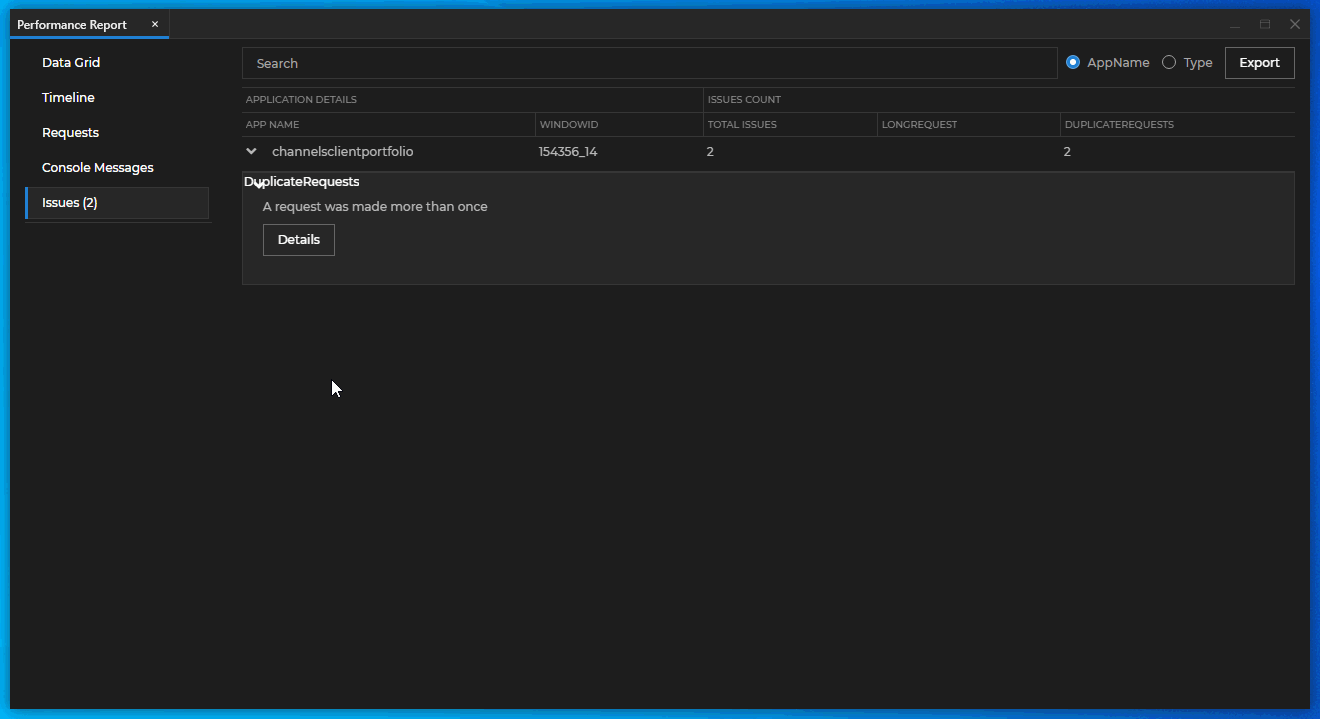 Performance Report
Data Grid
Timeline
Requests
Console Messages
Issues (2)
Search
AppName Type Export
APPLICATION DETAILS ISSUES COUNT
APP NAME WINDOWID TOTAL ISSUES LONGREQUEST DUPLICATEREQUESTS
channelsclientportfolio 154356_14 2 2
DuplicateRequests
A request was made more than once
Details